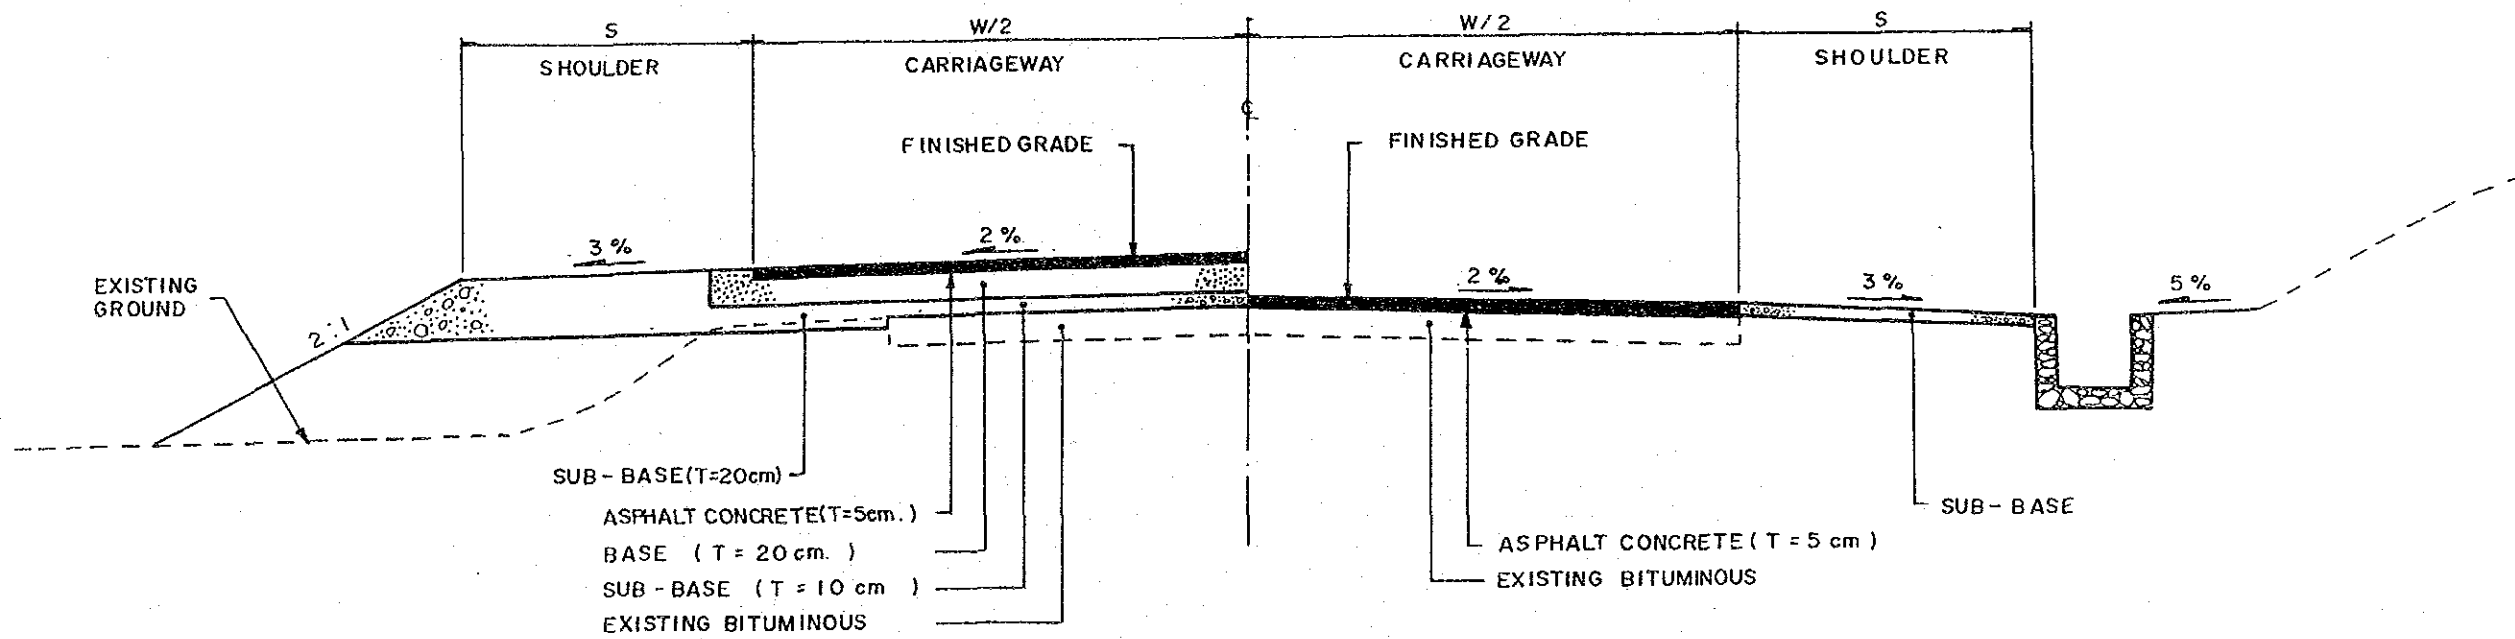 S
W/2
W/2
S
SHOULDER
CARRIAGEWAY
CARRIAGEWAY
SHOULDER
℄
FINISHED GRADE
FINISHED GRADE
3%
2%
2%
3%
5%
EXISTING
GROUND
2:1
SUB-BASE(T=20cm)
ASPHALT CONCRETE(T=5cm.)
BASE (T = 20 cm. )
SUB-BASE (T = 10 cm )
EXISTING BITUMINOUS
SUB-BASE
ASPHALT CONCRETE ( T = 5 cm )
EXISTING BITUMINOUS